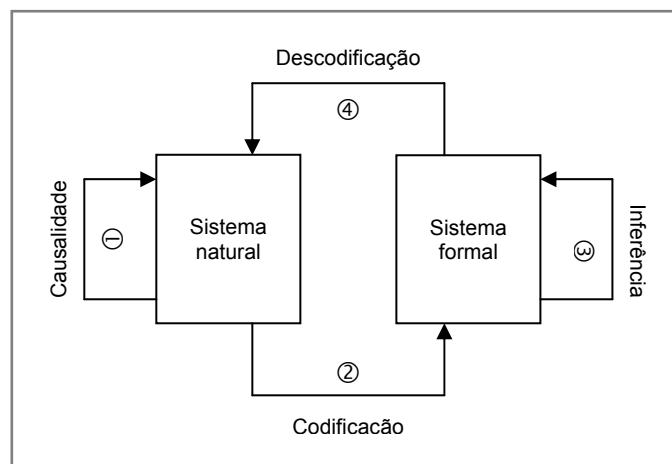 Descodificação
④
Causalidade
①
Sistema
natural
Sistema
formal
③
Inferência
②
Codificacão